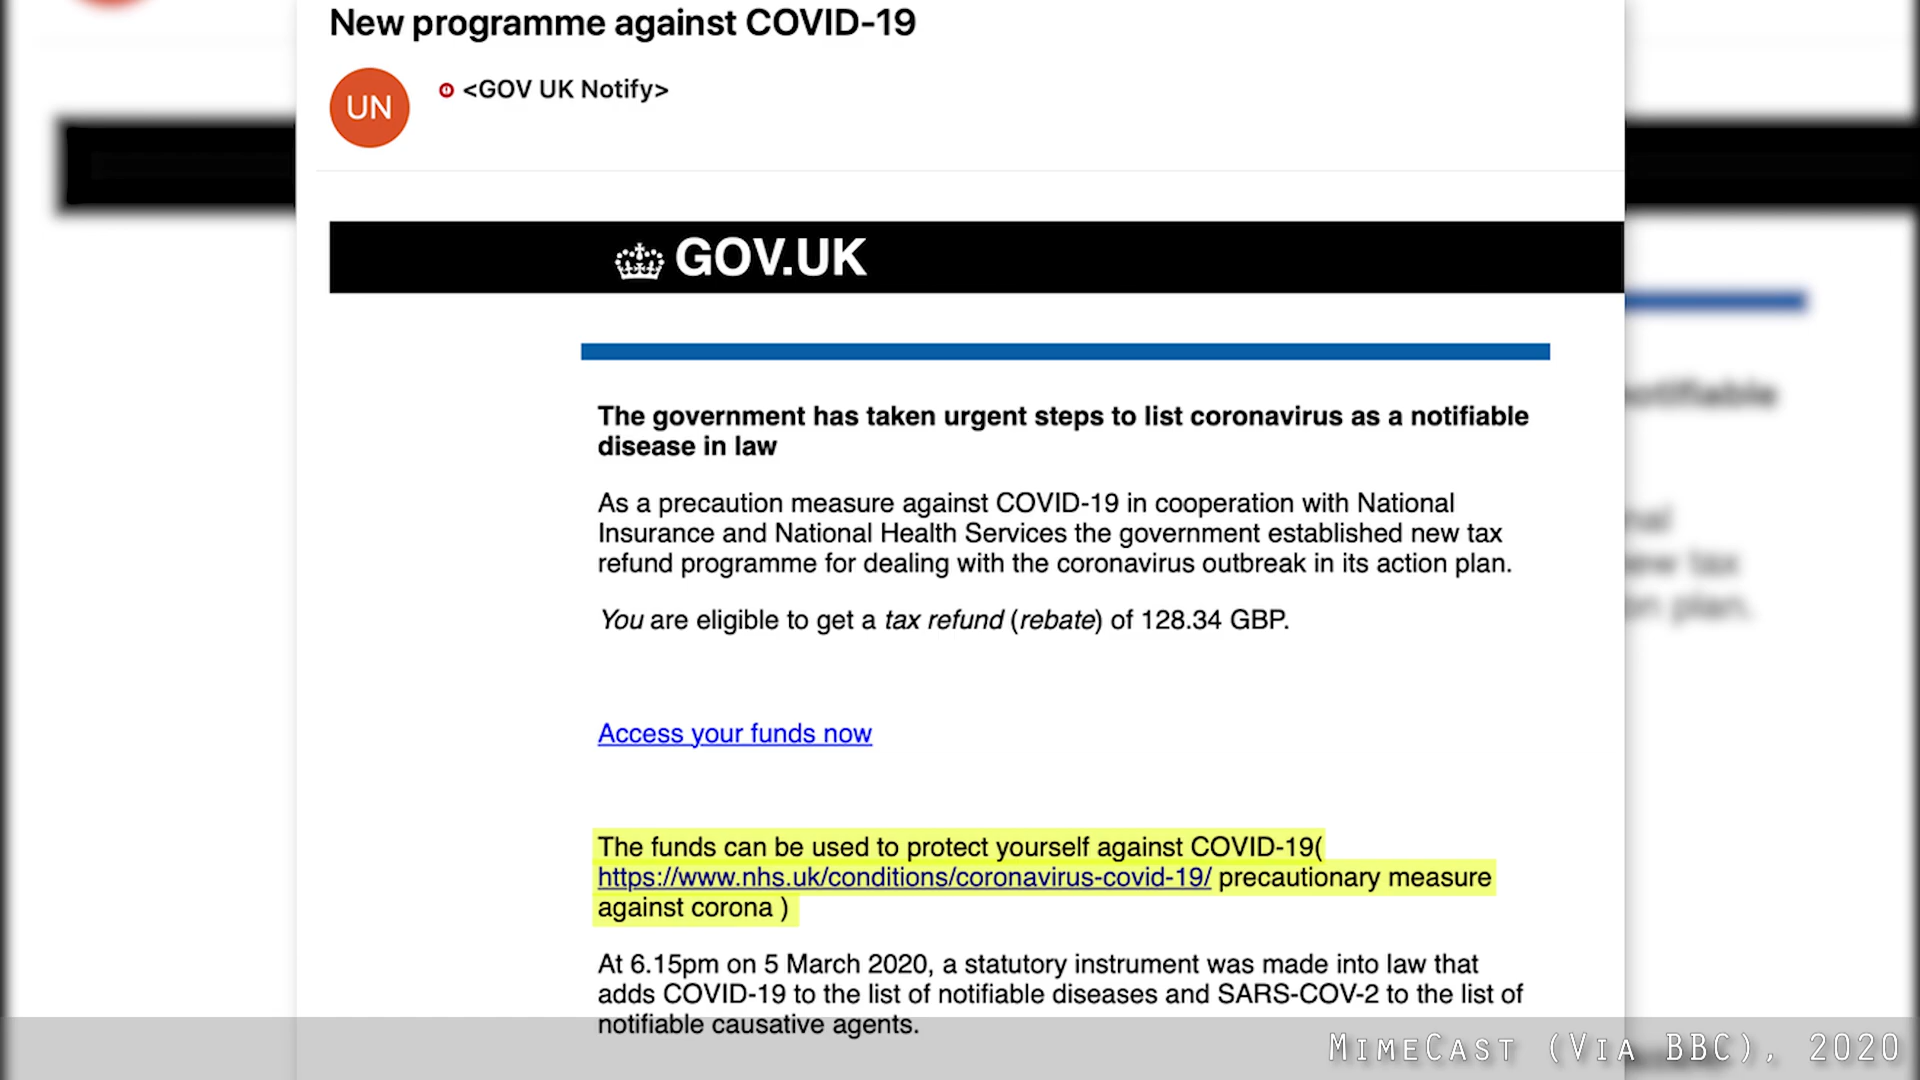 New programme against COVID-19
UN
<GOV UK Notify>
GOV.UK
The government has taken urgent steps to list coronavirus as a notifiable
disease in law
As a precaution measure against COVID-19 in cooperation with National
Insurance and National Health Services the government established new tax
refund programme for dealing with the coronavirus outbreak in its action plan.
You are eligible to get a tax refund (rebate) of 128.34 GBP.
Access your funds now
The funds can be used to protect yourself against COVID-19(
https://www.nhs.uk/conditions/coronavirus-covid-19/ precautionary measure
against corona )
At 6.15pm on 5 March 2020, a statutory instrument was made into law that
adds COVID-19 to the list of notifiable diseases and SARS-COV-2 to the list of
notifiable causative agents.
MimeCast (Via BBC), 2020
notifiable
nal
new tax
on plan.